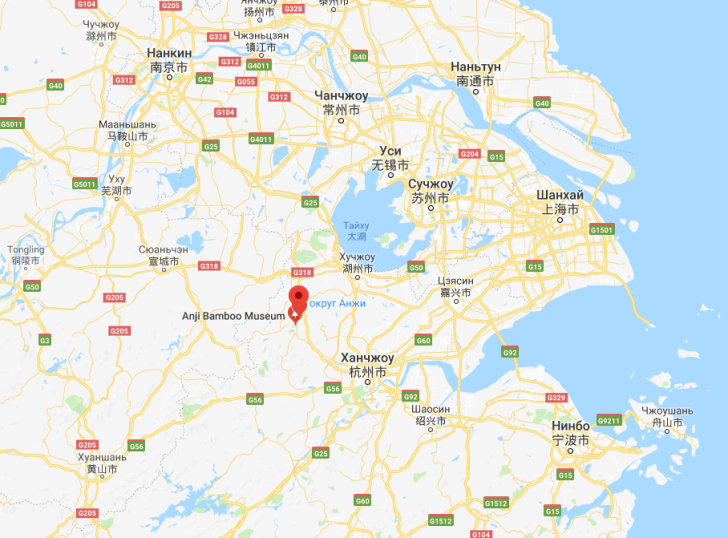 G104
G205
Янчжоу
扬州市
G328
Тайчжоу
泰州市
Чучжоу
滁州市
G328
Чжэньцзян
镇江市
G40
Нанкин
南京市
G312
G4011
Наньтун
南通市
G312
G42
G055
G40
G40
G312
Чанчжоу
常州市
G104
G5011
Мааньшань
马鞍山市
G4011
G25
Уси
无锡市
G204
G15
G5011
Уху
芜湖市
Сучжоу
苏州市
Шанхай
上海市
G25
Тайху
太湖
G1501
Tongling
铜陵市
Сюаньчэн
宣城市
G318
G318
Хучжоу
湖州市
G50
G15
G50
Цзясин
嘉兴市
G205
округ Анжи
Anji Bamboo Museum
G205
G3
G60
Ханчжоу
杭州市
G92
G56
G56
G92
G329
Шаосин
绍兴市
Чжоушань
舟山市
G9211
Нинбо
宁波市
G205
G56
G25
Хуаншань
黄山市
G15
G60
G1512
G205
G1512
G15
G104